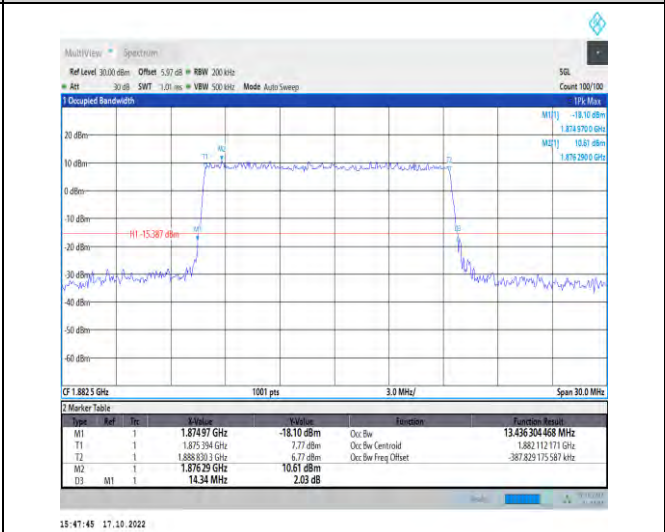 MultiView Spectrum
Ref Level 30.00 dBm Offset 5.97 dB RBW 200 kHz SGL
Att 30 dB SWT 1.01 ms VBW 500 kHz Mode Auto Sweep Count 100/100
1 Occupied Bandwidth 1Pk Max
M1[1] -18.10 dBm
1.874 970 0 GHz
M2[1] 10.61 dBm
1.876 290 0 GHz
20 dBm
T1 M2 T2
10 dBm
0 dBm
-10 dBm
H1 -15.387 dBm M1 D3
-20 dBm
-30 dBm
-40 dBm
-50 dBm
-60 dBm
CF 1.882 5 GHz 1001 pts 3.0 MHz/ Span 30.0 MHz
2 Marker Table
Type Ref Trc X-Value Y-Value Function Function Result
M1 1 1.874 97 GHz -18.10 dBm Occ Bw 13.436 304 468 MHz
T1 1 1.875 394 GHz 7.77 dBm Occ Bw Centroid 1.882 112 171 GHz
T2 1 1.888 830 3 GHz 6.77 dBm Occ Bw Freq Offset -387.829 175 587 kHz
M2 1 1.876 29 GHz 10.61 dBm
D3 M1 1 14.34 MHz 2.03 dB
15:47:45 17.10.2022